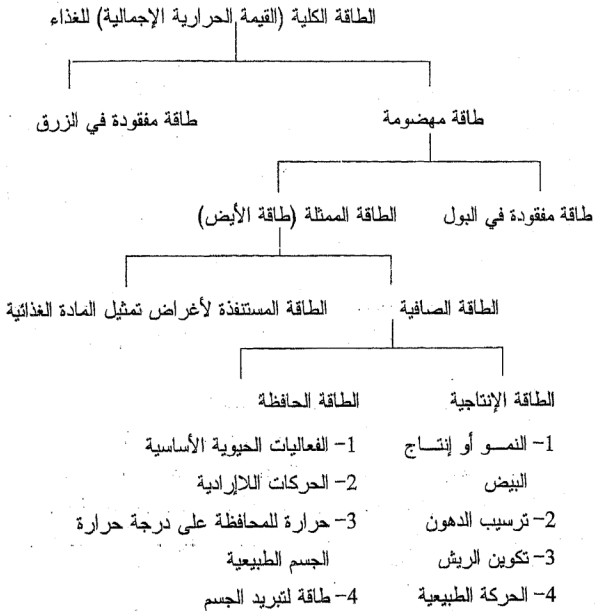 الطاقة الكلية (القيمة الحرارية الإجمالية) للغذاء
طاقة مهضومة
طاقة مفقودة في الزرق
طاقة مفقودة في البول
الطاقة الممثلة (طاقة الأيض)
الطاقة الصافية
الطاقة المستنفذة لأغراض تمثيل المادة الغذائية
الطاقة الإنتاجية
1- النمــو أو إنتــاج
البيض
2- ترسيب الدهون
3- تكوين الريش
4- الحركة الطبيعية
الطاقة الحافظة
1- الفعاليات الحيوية الأساسية
2- الحركات اللاإرادية
3- حرارة للمحافظة على درجة حرارة
الجسم الطبيعية
4- طاقة لتبريد الجسم